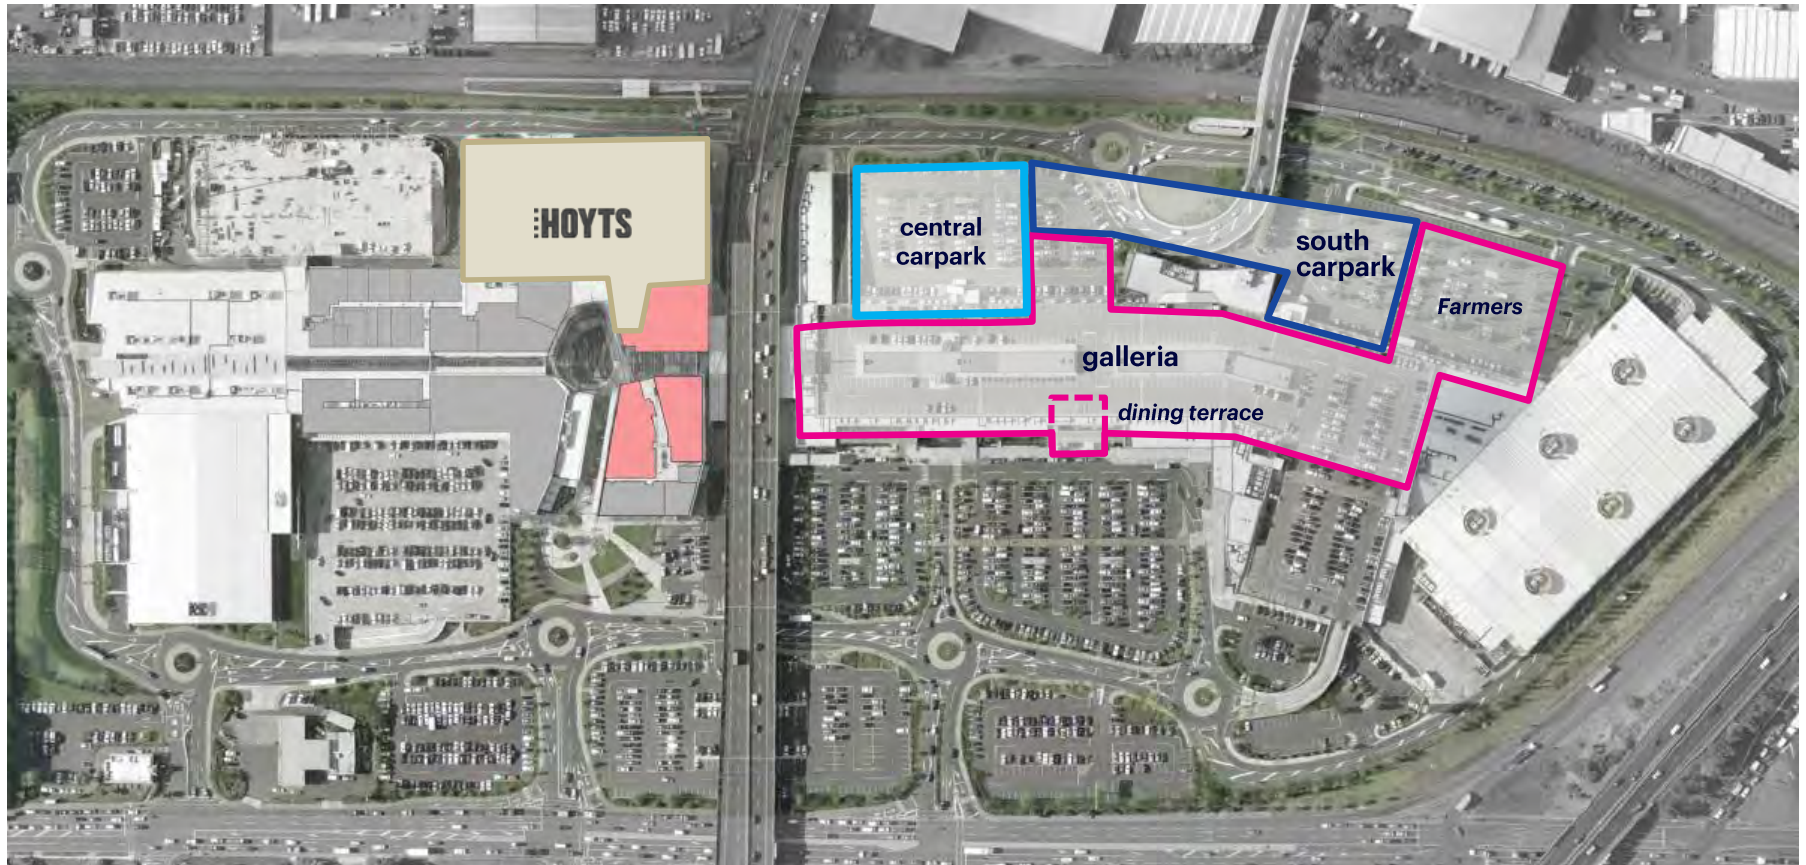 HOYTS
central
carpark
south
carpark
Farmers
galleria
dining terrace